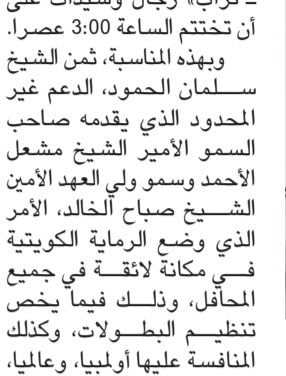 ـ تراب» رجال وسيدات على
أن تختتم الساعة 3:00 عصرا.
وبهذه المناسبة، ثمن الشيخ
سلمان الحمود، الدعم غير
المحدود الذي يقدمه صاحب
السمو الأمير الشيخ مشعل
الأحمد وسمو ولي العهد الأمين
الشيخ صباح الخالد، الأمر
الذي وضع الرماية الكويتية
في مكانة لائقة في جميع
المحافل، وذلك فيما يخص
تنظيم البطولات، وكذلك
المنافسة عليها أولمبيا، وعالميا،